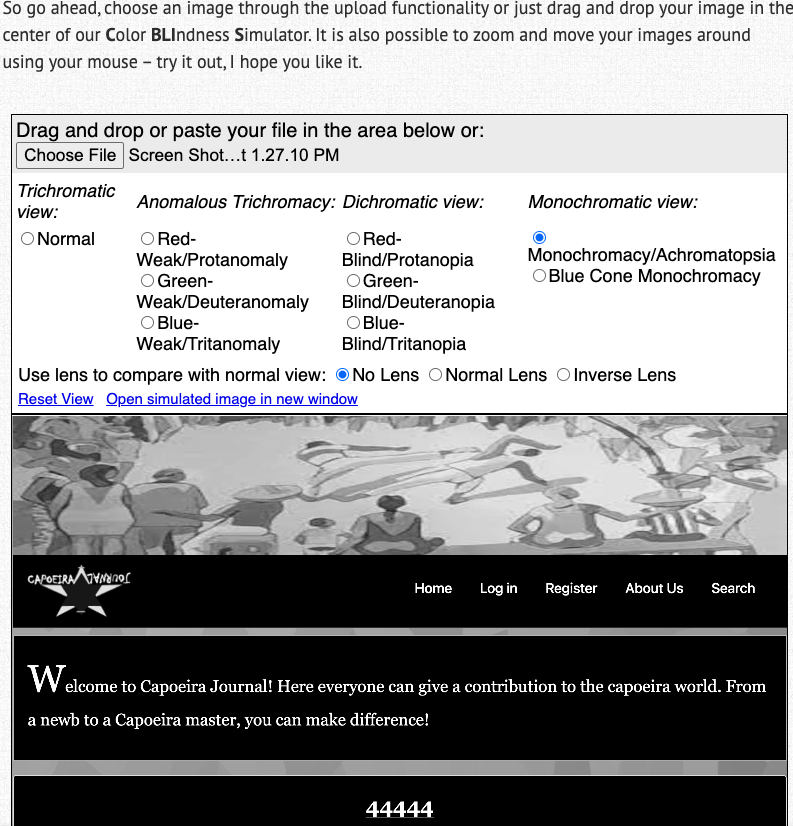 So go ahead, choose an image through the upload functionality or just drag and drop your image in the
center of our Color BLIndness Simulator. It is also possible to zoom and move your images around
using your mouse – try it out, I hope you like it.
Drag and drop or paste your file in the area below or:
Choose File Screen Shot…t 1.27.10 PM
Trichromatic view:
Normal
Anomalous Trichromacy:
Red-
Weak/Protanomaly
Green-
Weak/Deuteranomaly
Blue-
Weak/Tritanomaly
Dichromatic view:
Red-
Blind/Protanopia
Green-
Blind/Deuteranopia
Blue-
Blind/Tritanopia
Monochromatic view:
Monochromacy/Achromatopsia
Blue Cone Monochromacy
Use lens to compare with normal view: No Lens Normal Lens Inverse Lens
Reset View Open simulated image in new window
CAPOEIRA JOURNAL
Home Log in Register About Us Search
Welcome to Capoeira Journal! Here everyone can give a contribution to the capoeira world. From
a newb to a Capoeira master, you can make difference!
44444